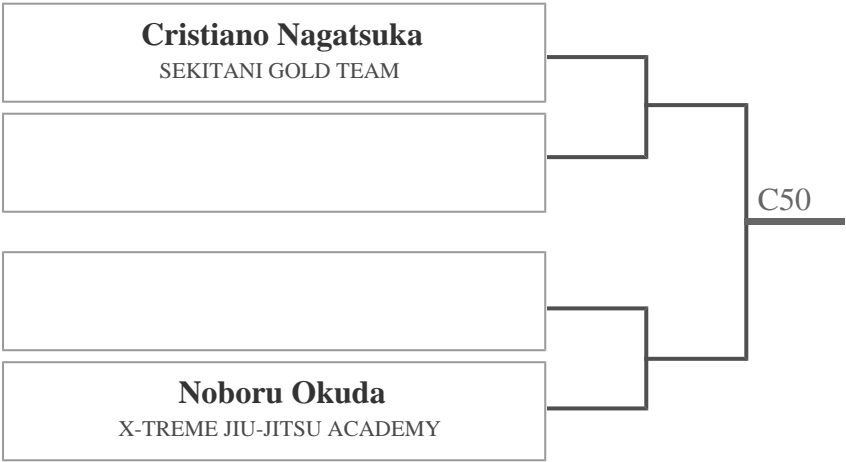 Cristiano Nagatsuka
SEKITANI GOLD TEAM
C50
Noboru Okuda
X-TREME JIU-JITSU ACADEMY